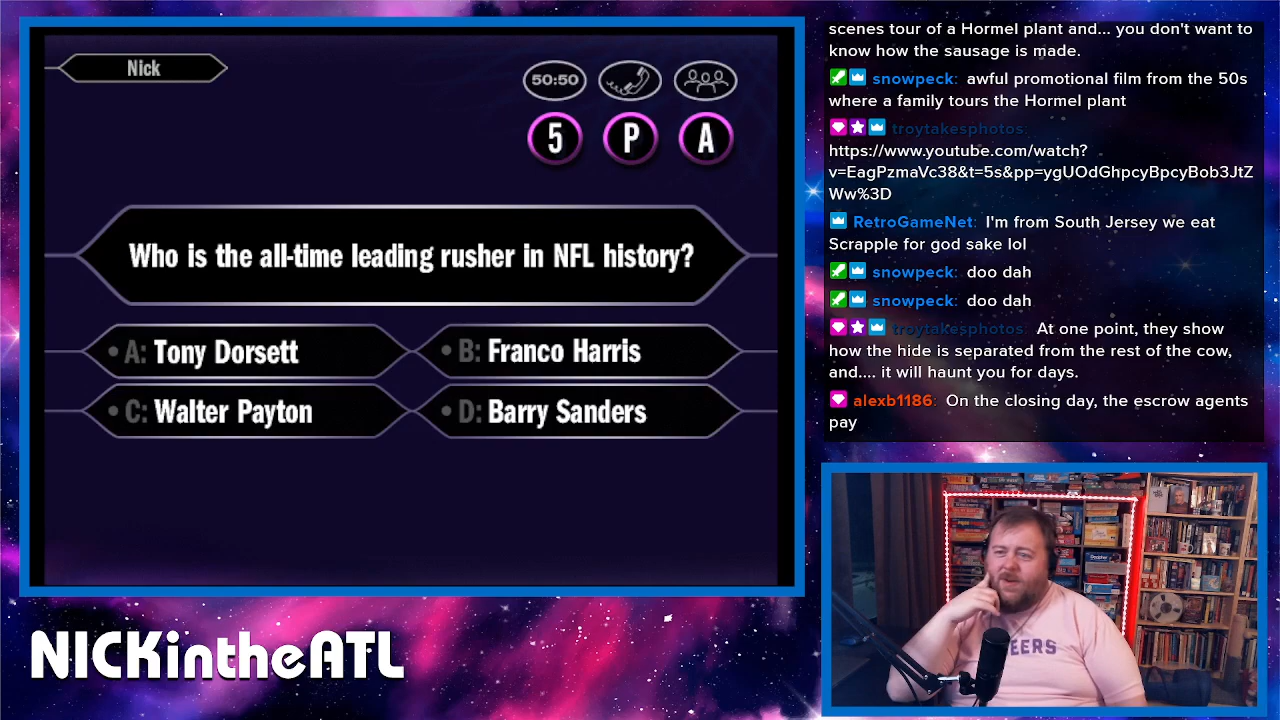 Nick
50:50
5 P A
Who is the all-time leading rusher in NFL history?
A: Tony Dorsett
B: Franco Harris
C: Walter Payton
D: Barry Sanders
scenes tour of a Hormel plant and... you don't want to
know how the sausage is made.
snowpeck: awful promotional film from the 50s
where a family tours the Hormel plant
troytakesphotos:
https://www.youtube.com/watch?
v=EagPzmaVc38&t=5s&pp=ygUOdGhpcyBpcyBob3JtZ
Ww%3D
RetroGameNet: I'm from South Jersey we eat
Scrapple for god sake lol
snowpeck: doo dah
snowpeck: doo dah
troytakesphotos: At one point, they show
how the hide is separated from the rest of the cow,
and.... it will haunt you for days.
alexb1186: On the closing day, the escrow agents
pay
EERS
NICKintheATL